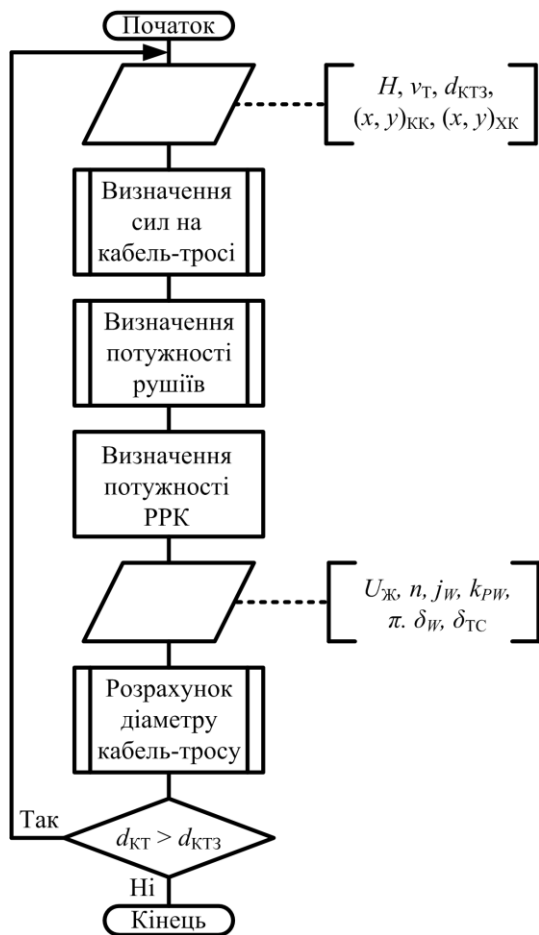 Початок
H, vТ, dКТЗ,
(x, y)КК, (x, y)ХК
Визначення
сил на
кабель-тросі
Визначення
потужності
рушіїв
Визначення
потужності
РРК
UЖ, n, jW, kPW,
π. δW, δТС
Розрахунок
діаметру
кабель-тросу
Так
dКТ > dКТЗ
Ні
Кінець